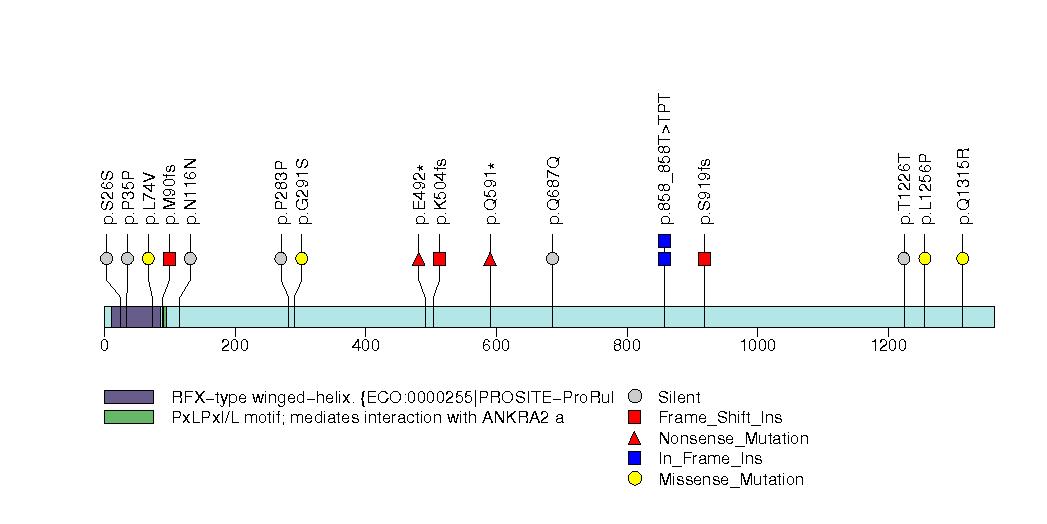 p.S26S
p.P35P
p.L74V
p.M90fs
p.N116N
p.P283P
p.G291S
p.E492*
p.K504fs
p.Q591*
p.Q687Q
p.858_858T>TPT
p.S919fs
p.T1226T
p.L1256P
p.Q1315R
0 200 400 600 800 1000 1200
RFX−type winged−helix. {ECO:0000255|PROSITE−ProRul
PxLPxI/L motif; mediates interaction with ANKRA2 a
Silent
Frame_Shift_Ins
Nonsense_Mutation
In_Frame_Ins
Missense_Mutation